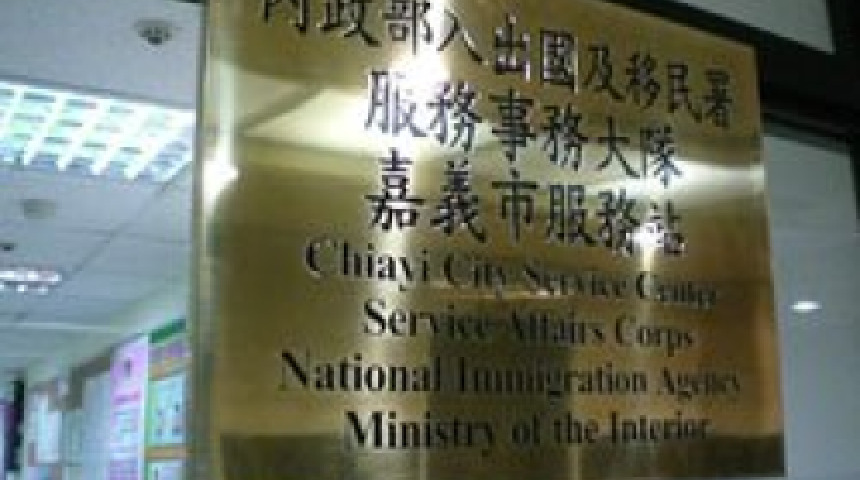 內政部入出國及移民署
服務事務大隊
嘉義市服務站
Chiayi City Service Center
Service Affairs Corps
National Immigration Agency
Ministry of the Interior